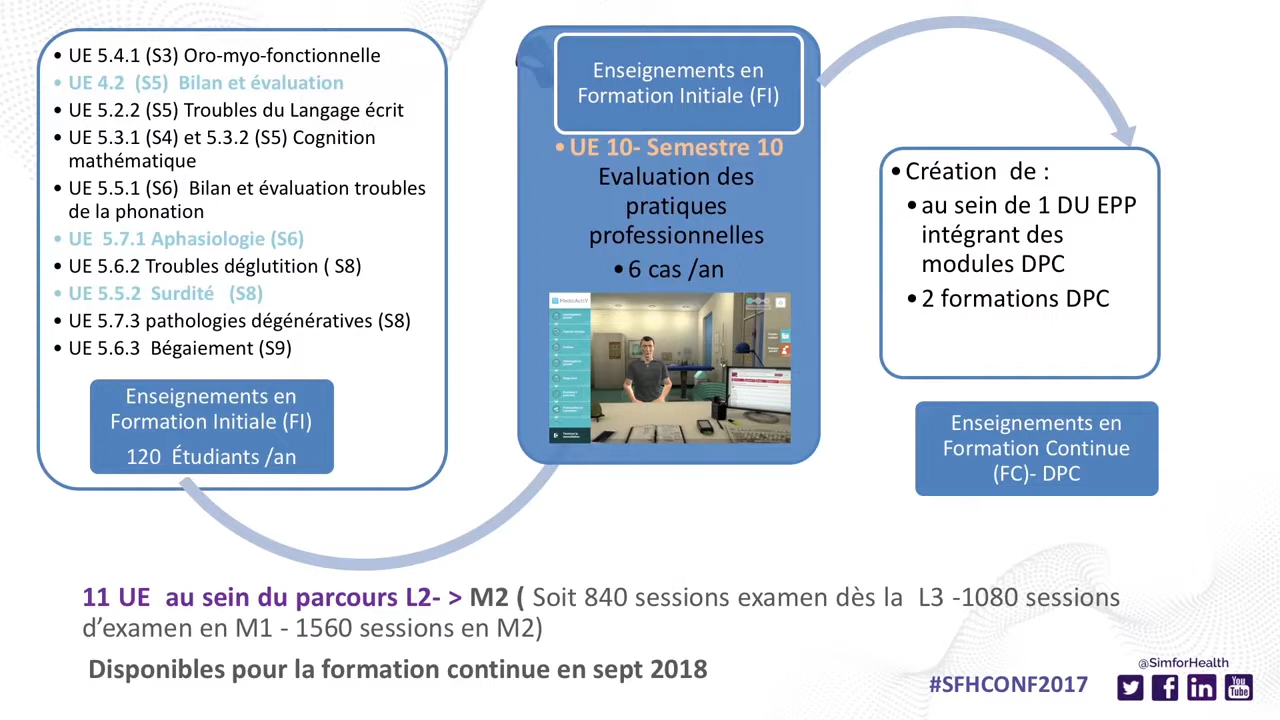 • UE 5.4.1 (S3) Oro-myo-fonctionnelle
• UE 4.2 (S5) Bilan et évaluation
• UE 5.2.2 (S5) Troubles du Langage écrit
• UE 5.3.1 (S4) et 5.3.2 (S5) Cognition
mathématique
• UE 5.5.1 (S6) Bilan et évaluation troubles
de la phonation
• UE 5.7.1 Aphasiologie (S6)
• UE 5.6.2 Troubles déglutition ( S8)
• UE 5.5.2 Surdité (S8)
• UE 5.7.3 pathologies dégénératives (S8)
• UE 5.6.3 Bégaiement (S9)
Enseignements en
Formation Initiale (FI)
120 Étudiants /an
Enseignements en
Formation Initiale (FI)
• UE 10- Semestre 10
Evaluation des
pratiques
professionnelles
• 6 cas /an
MedicActiV
• Création de :
• au sein de 1 DU EPP
intégrant des
modules DPC
• 2 formations DPC
Enseignements en
Formation Continue
(FC)- DPC
11 UE au sein du parcours L2- > M2 ( Soit 840 sessions examen dès la L3 -1080 sessions
d’examen en M1 - 1560 sessions en M2)
Disponibles pour la formation continue en sept 2018
#SFHCONF2017
@SimforHealth
You
Tube